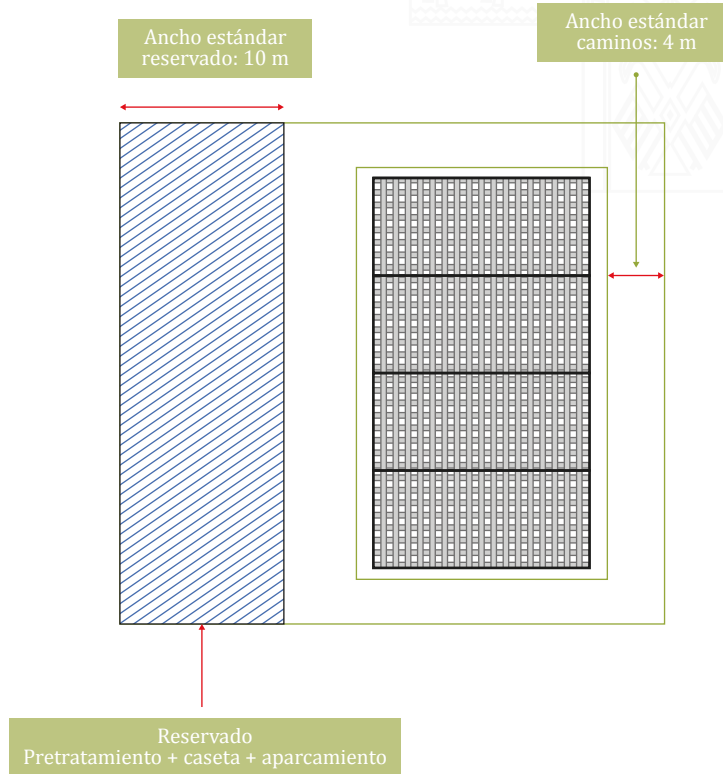 Ancho estándar
reservado: 10 m
Ancho estándar
caminos: 4 m
Reservado
Pretratamiento + caseta + aparcamiento